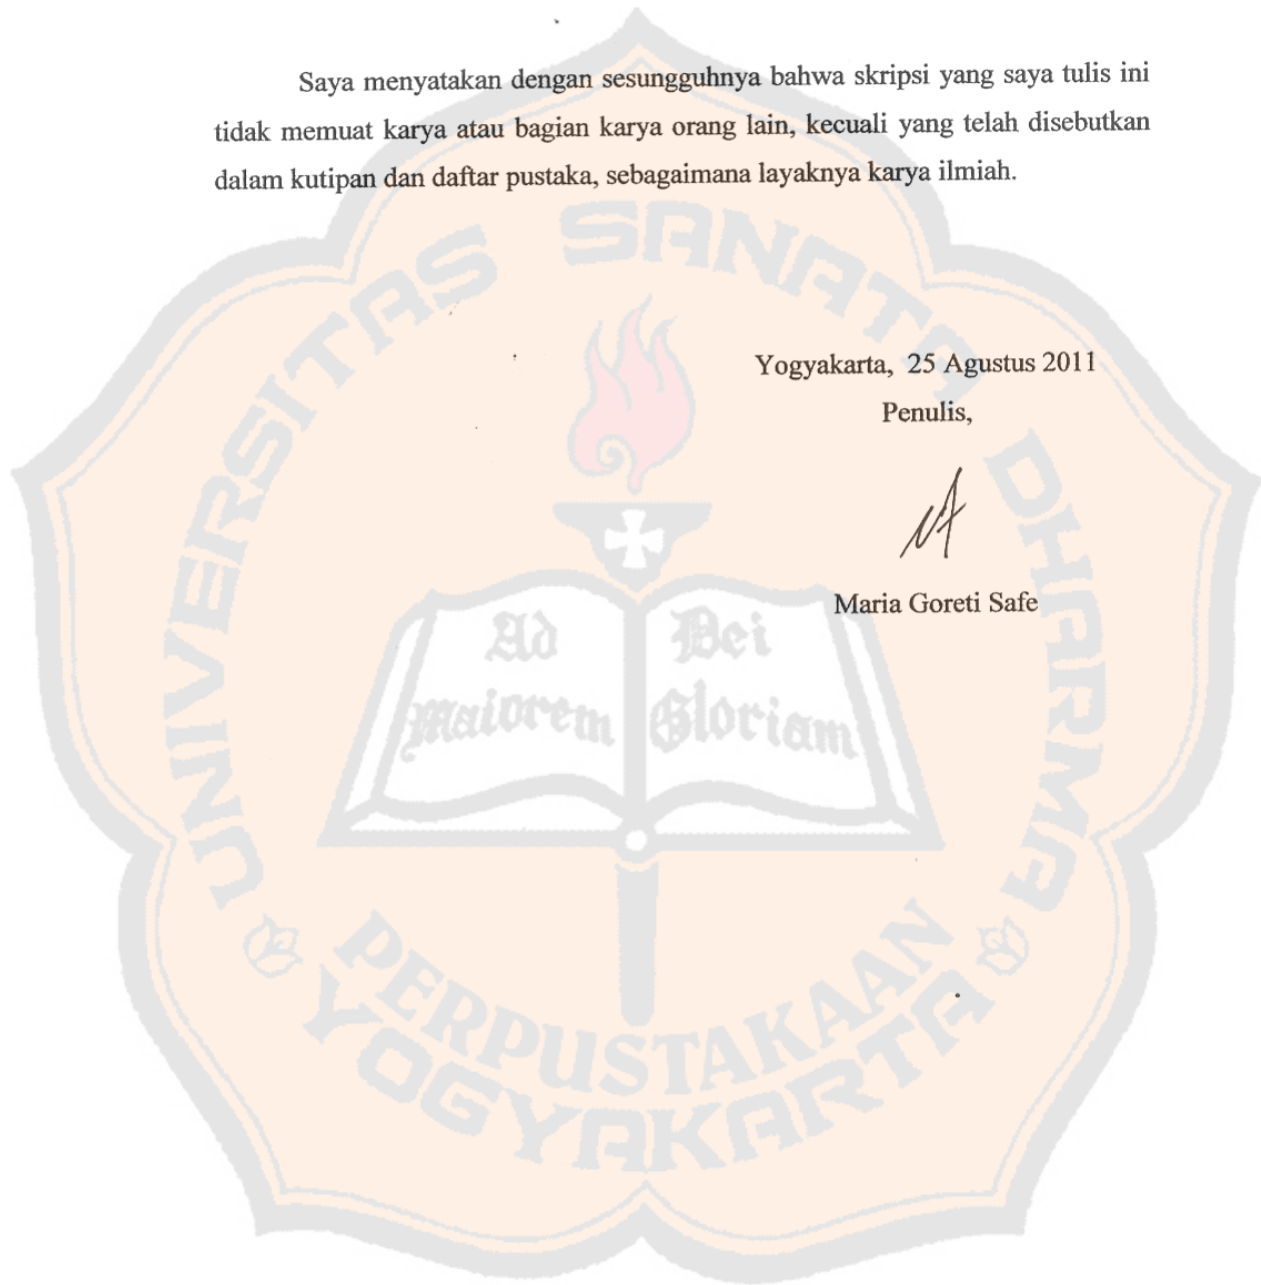 Saya menyatakan dengan sesungguhnya bahwa skripsi yang saya tulis ini
tidak memuat karya atau bagian karya orang lain, kecuali yang telah disebutkan
dalam kutipan dan daftar pustaka, sebagaimana layaknya karya ilmiah.
UNIVERSITAS SANATA DHARMA
Yogyakarta,  25 Agustus 2011
Penulis,
Maria Goreti Safe
Ad Dei
Maiorem Gloriam
PERPUSTAKAAN
YOGYAKARTA